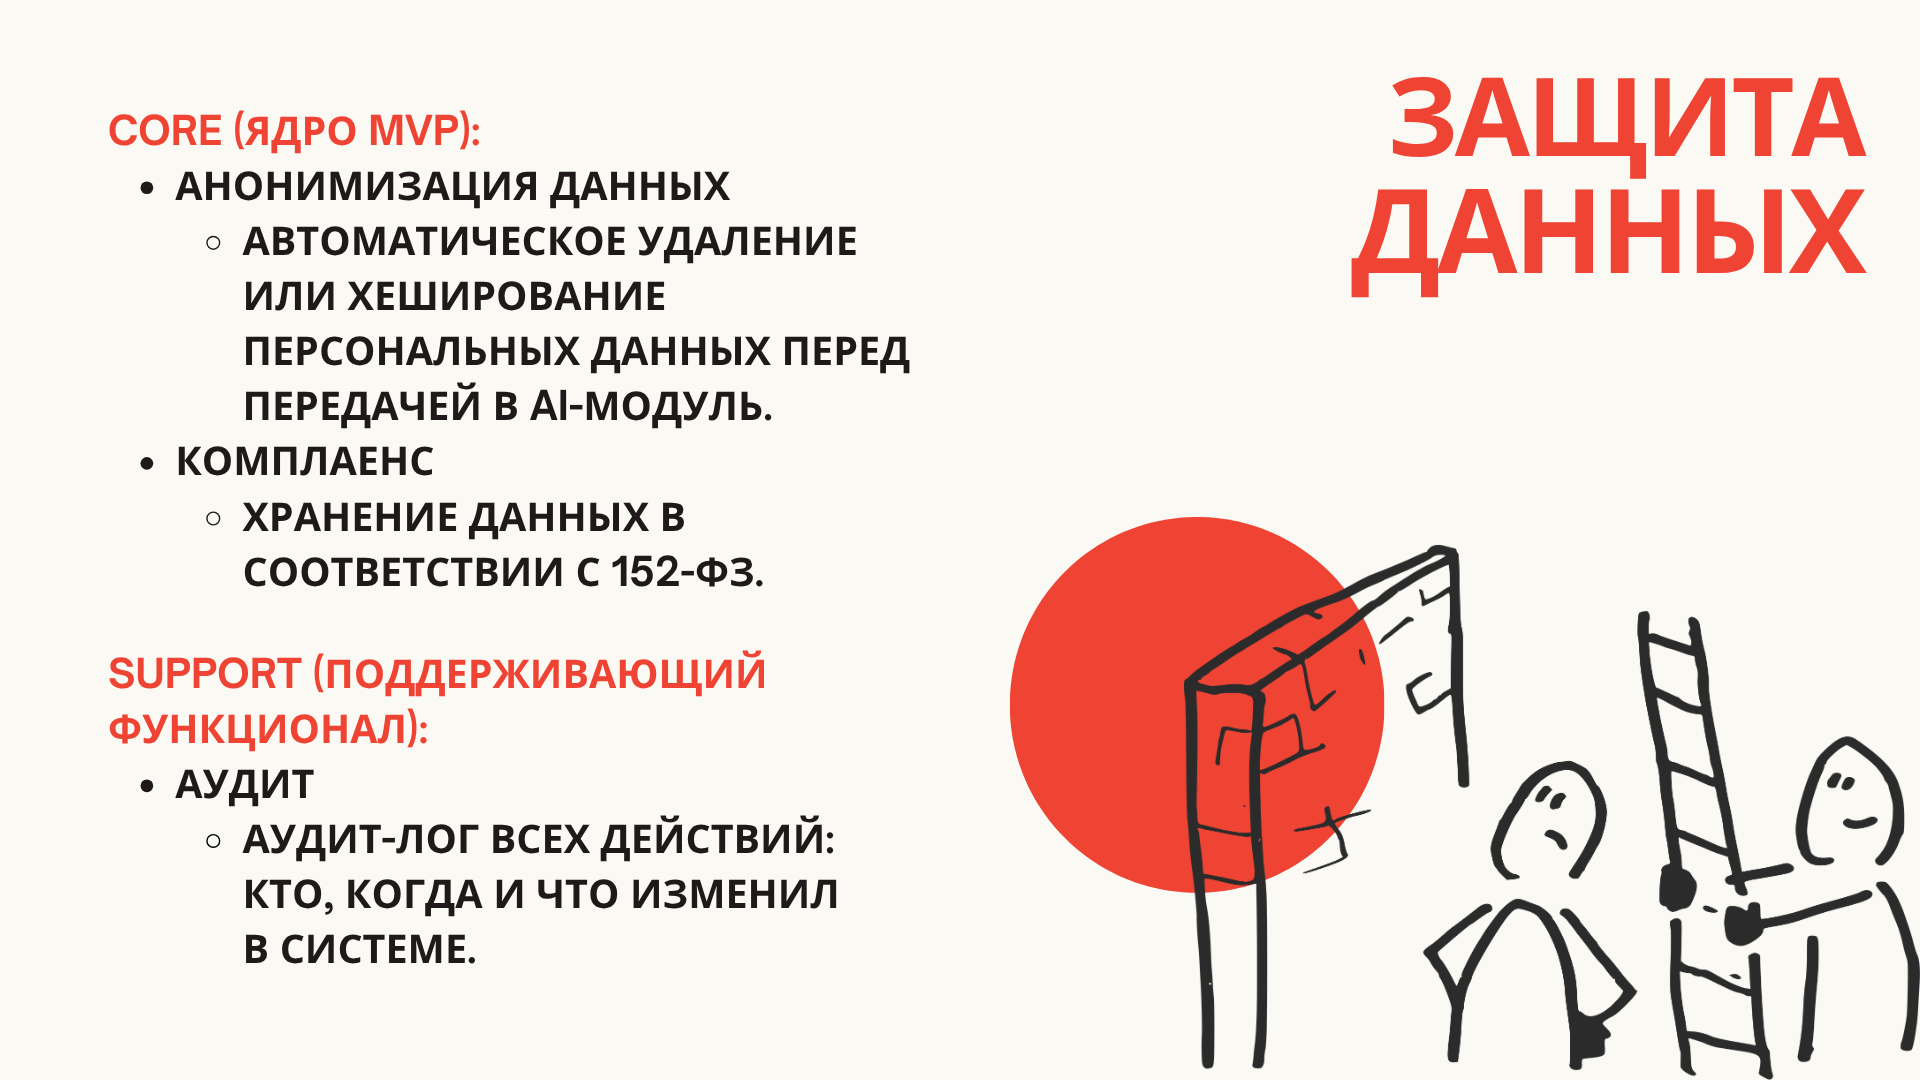 ЗАЩИТА
ДАННЫХ
CORE (ЯДРО MVP):
• АНОНИМИЗАЦИЯ ДАННЫХ
○ АВТОМАТИЧЕСКОЕ УДАЛЕНИЕ
ИЛИ ХЕШИРОВАНИЕ
ПЕРСОНАЛЬНЫХ ДАННЫХ ПЕРЕД
ПЕРЕДАЧЕЙ В AI-МОДУЛЬ.
• КОМПЛАЕНС
○ ХРАНЕНИЕ ДАННЫХ В
СООТВЕТСТВИИ С 152-ФЗ.
SUPPORT (ПОДДЕРЖИВАЮЩИЙ
ФУНКЦИОНАЛ):
• АУДИТ
○ АУДИТ-ЛОГ ВСЕХ ДЕЙСТВИЙ:
КТО, КОГДА И ЧТО ИЗМЕНИЛ
В СИСТЕМЕ.